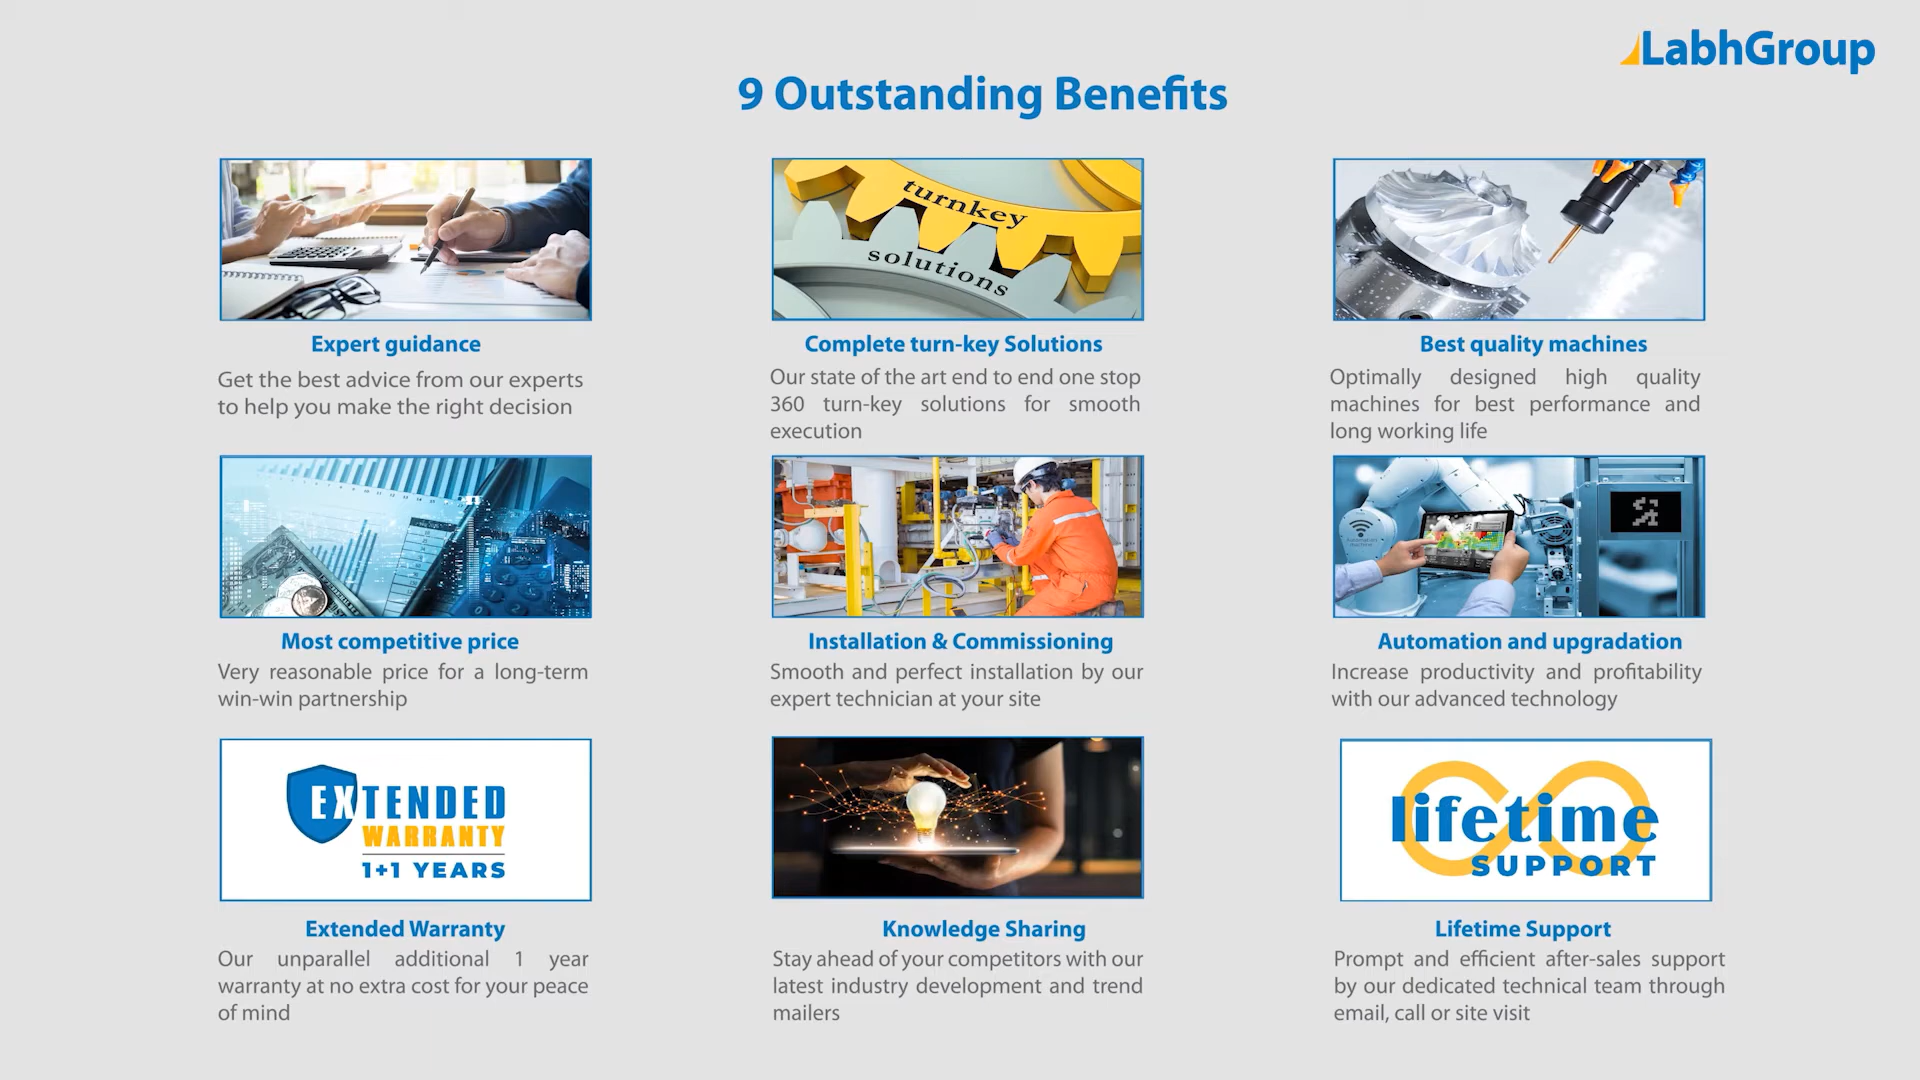 LabhGroup
9 Outstanding Benefits
turnkey
solutions
Expert guidance
Get the best advice from our experts
to help you make the right decision
Complete turn-key Solutions
Our state of the art end to end one stop
360 turn-key solutions for smooth
execution
Best quality machines
Optimally designed high quality
machines for best performance and
long working life
Most competitive price
Very reasonable price for a long-term
win-win partnership
Installation & Commissioning
Smooth and perfect installation by our
expert technician at your site
Automation and upgradation
Increase productivity and profitability
with our advanced technology
EXTENDED
WARRANTY
1+1 YEARS
Extended Warranty
Our unparallel additional 1 year
warranty at no extra cost for your peace
of mind
Knowledge Sharing
Stay ahead of your competitors with our
latest industry development and trend
mailers
lifetime
SUPPORT
Lifetime Support
Prompt and efficient after-sales support
by our dedicated technical team through
email, call or site visit